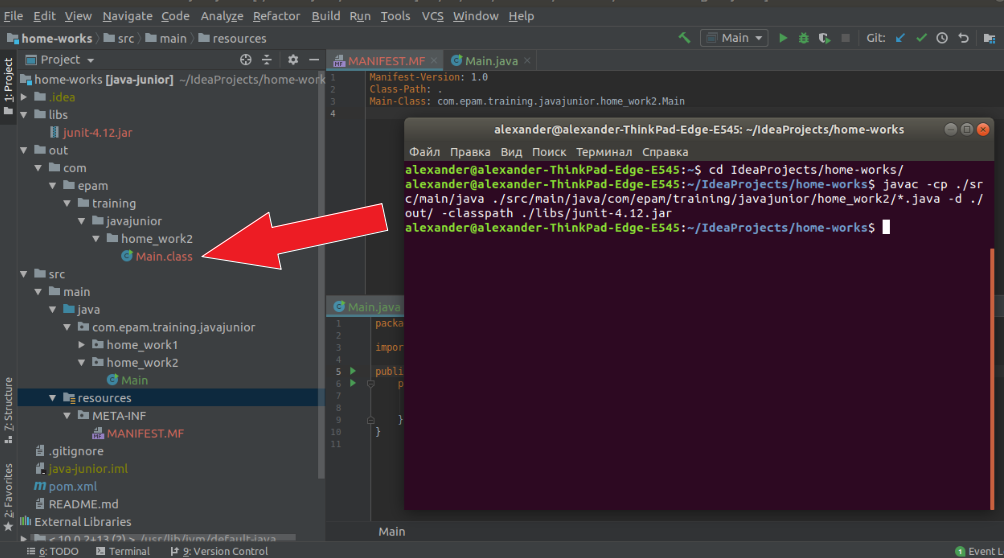 File Edit View Navigate Code Analyze Refactor Build Run Tools VCS Window Help
home-works src main resources
Main Git:
Project
MANIFEST.MF Main.java
1: Project
home-works [java-junior] ~/IdeaProjects/home-work
.idea
libs
junit-4.12.jar
out
com
epam
training
javajunior
home_work2
Main.class
src
main
java
com.epam.training.javajunior
home_work1
home_work2
Main
resources
META-INF
MANIFEST.MF
.gitignore
java-junior.iml
pom.xml
README.md
External Libraries
7: Structure
2: Favorites
1 Manifest-Version: 1.0
2 Class-Path: .
3 Main-Class: com.epam.training.javajunior.home_work2.Main
4
alexander@alexander-ThinkPad-Edge-E545: ~/IdeaProjects/home-works
Файл Правка Вид Поиск Терминал Справка
alexander@alexander-ThinkPad-Edge-E545:~$ cd IdeaProjects/home-works/
alexander@alexander-ThinkPad-Edge-E545:~/IdeaProjects/home-works$ javac -cp ./sr
c/main/java ./src/main/java/com/epam/training/javajunior/home_work2/*.java -d ./
out/ -classpath ./libs/junit-4.12.jar
alexander@alexander-ThinkPad-Edge-E545:~/IdeaProjects/home-works$
Main.java
1 packa
2
3 impor
4
5 publi
6 p
7
8
9 }
10 }
11
Main
< 10.0.2+13 (2) > /usr/lib/jvm/default-java
6: TODO Terminal 9: Version Control
1 Event L